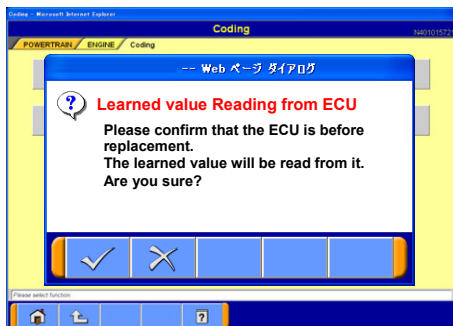 Coding - Microsoft Internet Explorer
Coding
N40101572
POWERTRAIN
ENGINE
Coding
-- Web ページ ダイアログ
?
Learned value Reading from ECU
Please confirm that the ECU is before
replacement.
The learned value will be read from it.
Are you sure?
Please select function
?